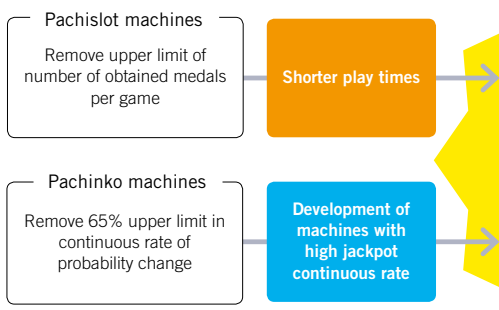 Pachislot machines
Remove upper limit of
number of obtained medals
per game
Shorter play times
Pachinko machines
Remove 65% upper limit in
continuous rate of
probability change
Development of
machines with
high jackpot
continuous rate